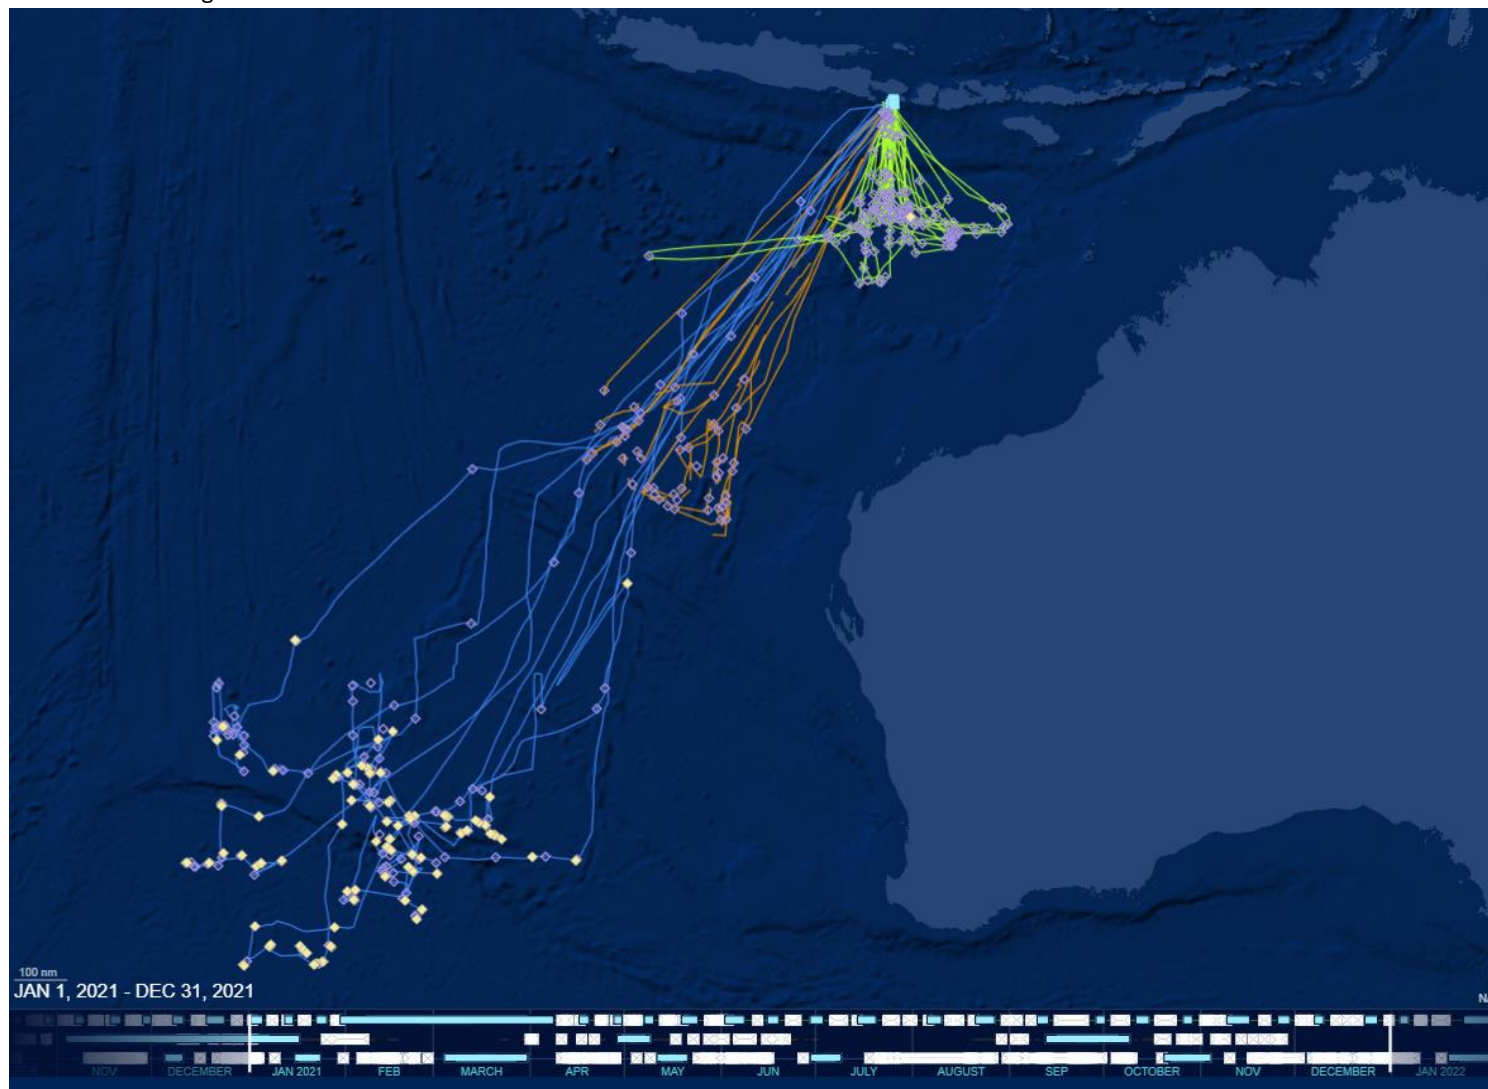 100 nm
JAN 1, 2021 - DEC 31, 2021
NOV DECEMBER JAN 2021 FEB MARCH APR MAY JUN JULY AUGUST SEP OCTOBER NOV DECEMBER JAN 2022